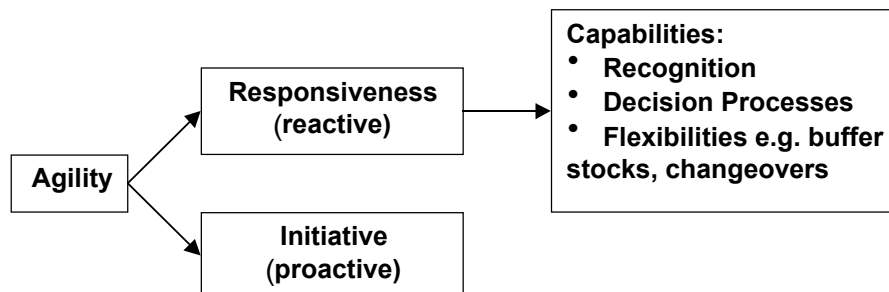 Agility
Responsiveness
(reactive)
Initiative
(proactive)
Capabilities:
• Recognition
• Decision Processes
• Flexibilities e.g. buffer
stocks, changeovers